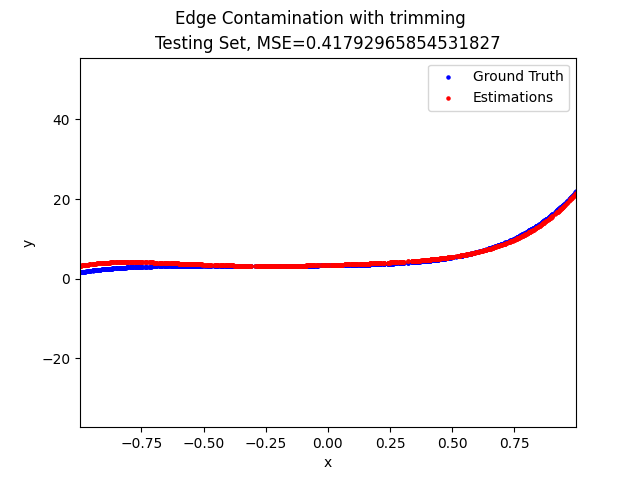 Edge Contamination with trimming
Testing Set, MSE=0.41792965854531827
Ground Truth
Estimations
40
20
0
−20
y
−0.75
−0.50
−0.25
0.00
0.25
0.50
0.75
x